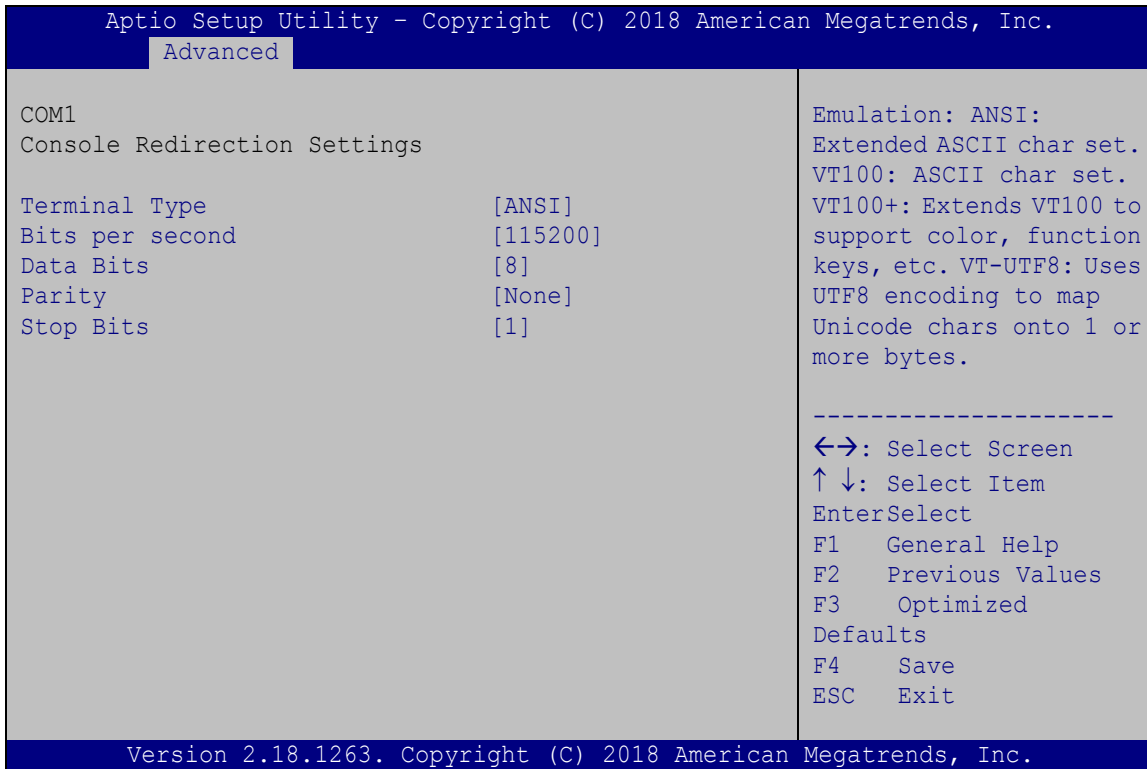 Aptio Setup Utility – Copyright (C) 2018 American Megatrends, Inc.
Advanced
COM1
Console Redirection Settings
Terminal Type [ANSI]
Bits per second [115200]
Data Bits [8]
Parity [None]
Stop Bits [1]
Emulation: ANSI:
Extended ASCII char set.
VT100: ASCII char set.
VT100+: Extends VT100 to
support color, function
keys, etc. VT-UTF8: Uses
UTF8 encoding to map
Unicode chars onto 1 or
more bytes.
---------------------
←→: Select Screen
↑ ↓: Select Item
EnterSelect
F1 General Help
F2 Previous Values
F3 Optimized
Defaults
F4 Save
ESC Exit
Version 2.18.1263. Copyright (C) 2018 American Megatrends, Inc.